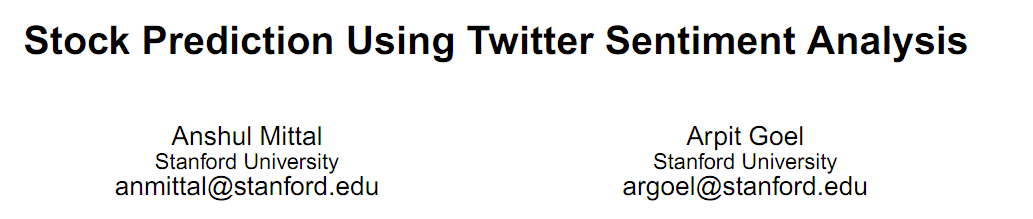 Stock Prediction Using Twitter Sentiment Analysis
Anshul Mittal
Stanford University
anmittal@stanford.edu
Arpit Goel
Stanford University
argoel@stanford.edu